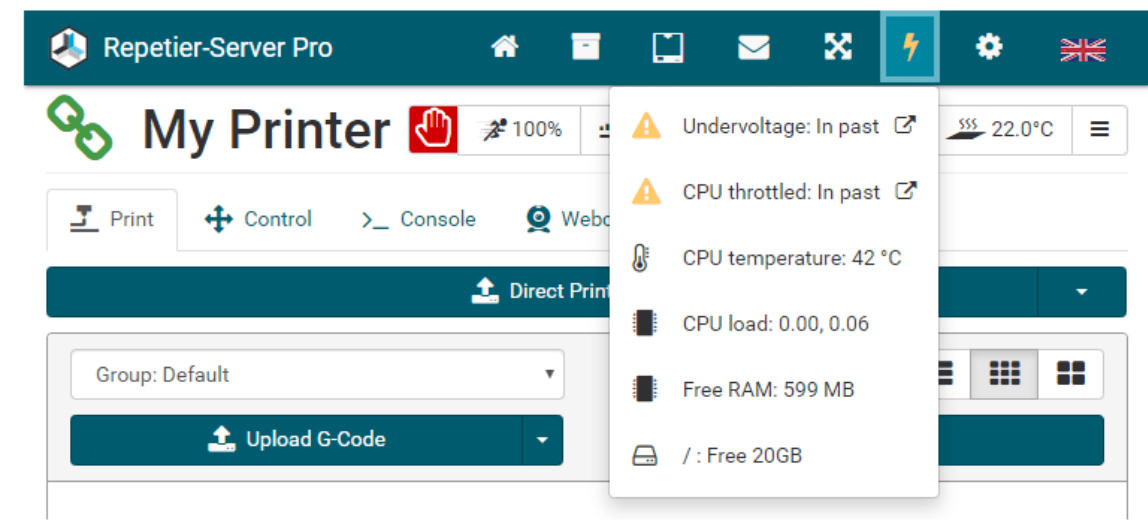 Repetier-Server Pro
My Printer
100%
22.0°C
Undervoltage: In past
CPU throttled: In past
CPU temperature: 42 °C
CPU load: 0.00, 0.06
Free RAM: 599 MB
/ : Free 20GB
Print
Control
>_ Console
Direct Print
Group: Default
Upload G-Code